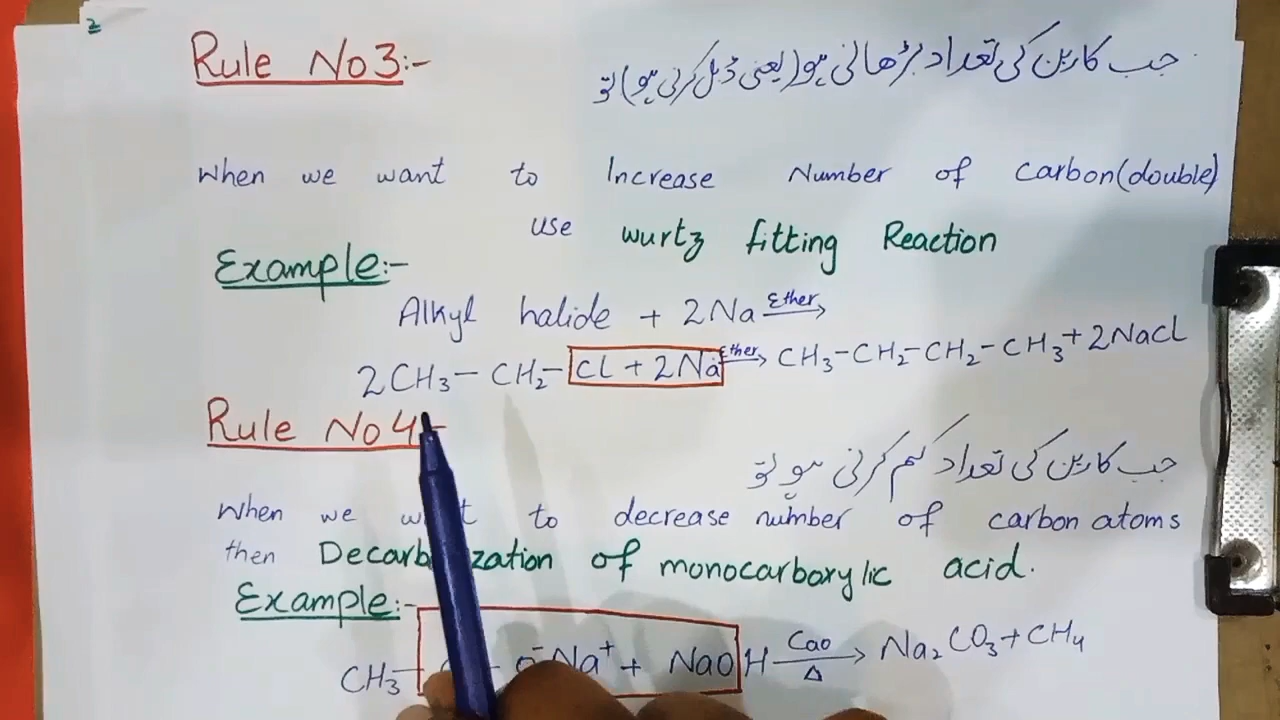 2
Rule No3:-
جب کاربن کی تعداد بڑھانی ہو (یعنی ڈبل کرنی ہو) تو
When we want to Increase Number of carbon(double)
use wurtz fitting Reaction
Example:-
Alkyl halide + 2Na Ether→
2CH₃-CH₂-Cl + 2Na Ether→ CH₃-CH₂-CH₂-CH₃+2NaCl
Rule No4:-
جب کاربن کی تعداد کم کرنی ہو تو
When we to decrease number of carbon atoms
then of monocarboxylic acid.
Example:-
CH₃- O⁻Na⁺ + NaOH CaO→Δ Na₂CO₃+CH₄